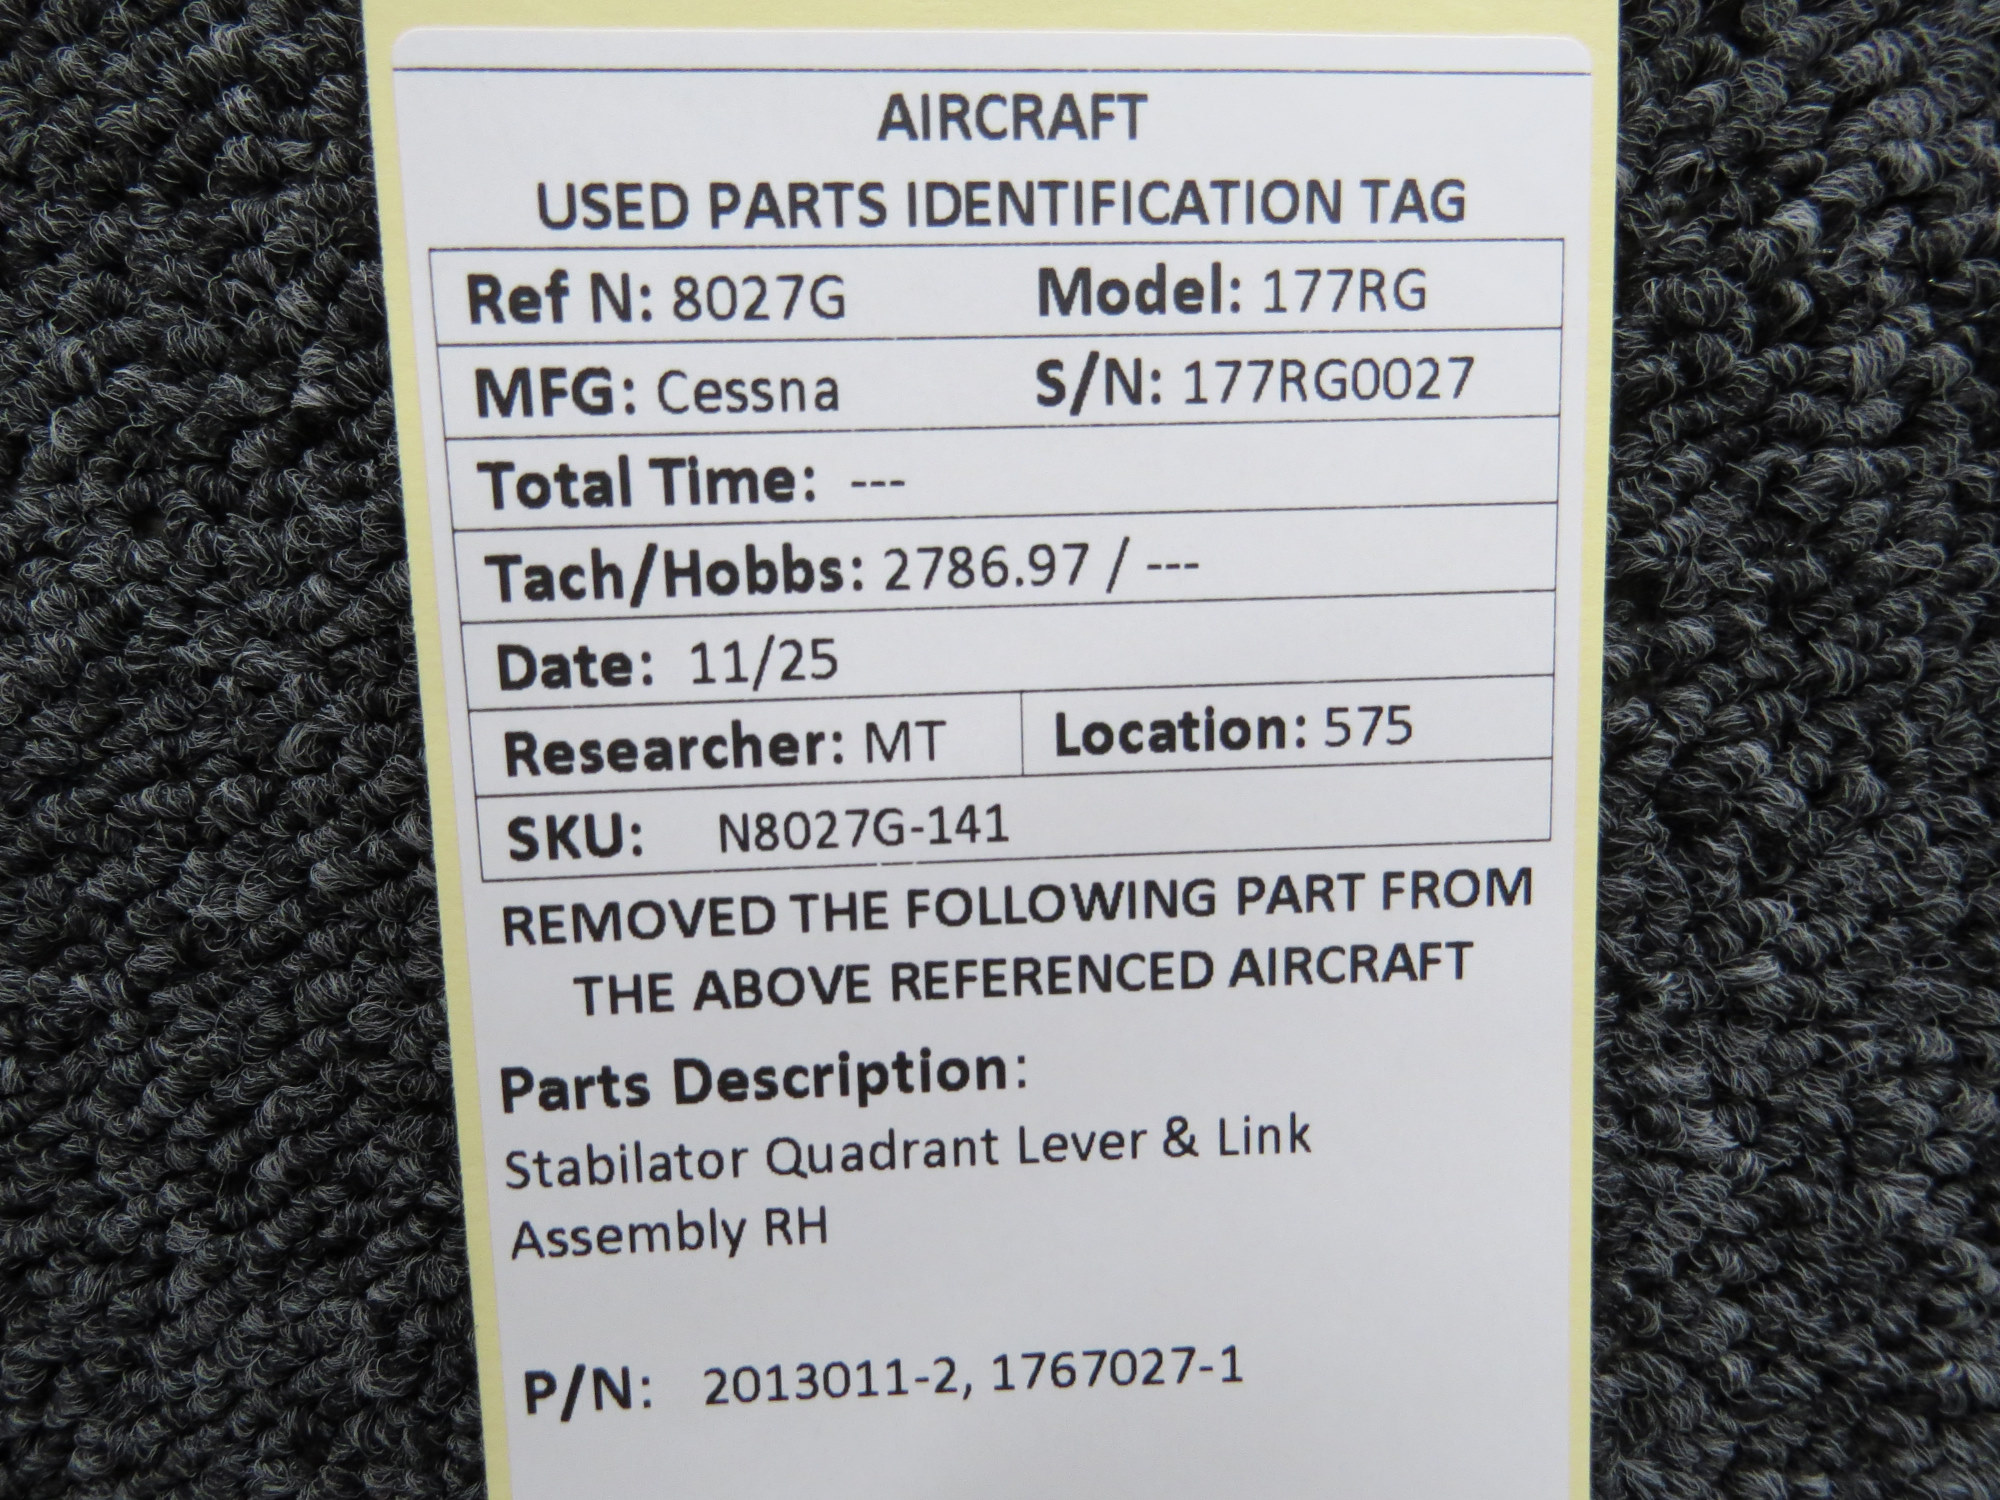 AIRCRAFT
USED PARTS IDENTIFICATION TAG
Ref N: 8027G Model: 177RG
MFG: Cessna S/N: 177RG0027
Total Time: ---
Tach/Hobbs: 2786.97 / ---
Date: 11/25
Researcher: MT Location: 575
SKU: N8027G-141
REMOVED THE FOLLOWING PART FROM
THE ABOVE REFERENCED AIRCRAFT
Parts Description:
Stabilator Quadrant Lever & Link
Assembly RH
P/N: 2013011-2, 1767027-1